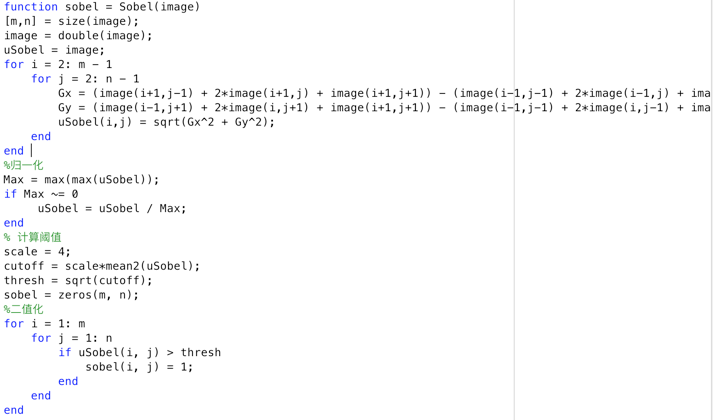 function sobel = Sobel(image)
[m,n] = size(image);
image = double(image);
uSobel = image;
for i = 2: m - 1
    for j = 2: n - 1
        Gx = (image(i+1,j-1) + 2*image(i+1,j) + image(i+1,j+1)) - (image(i-1,j-1) + 2*image(i-1,j) + ima
        Gy = (image(i-1,j+1) + 2*image(i,j+1) + image(i+1,j+1)) - (image(i-1,j-1) + 2*image(i,j-1) + ima
        uSobel(i,j) = sqrt(Gx^2 + Gy^2);
    end
end
%归一化
Max = max(max(uSobel));
if Max ~= 0
     uSobel = uSobel / Max;
end
% 计算阈值
scale = 4;
cutoff = scale*mean2(uSobel);
thresh = sqrt(cutoff);
sobel = zeros(m, n);
%二值化
for i = 1: m
    for j = 1: n
        if uSobel(i, j) > thresh
            sobel(i, j) = 1;
        end
    end
end